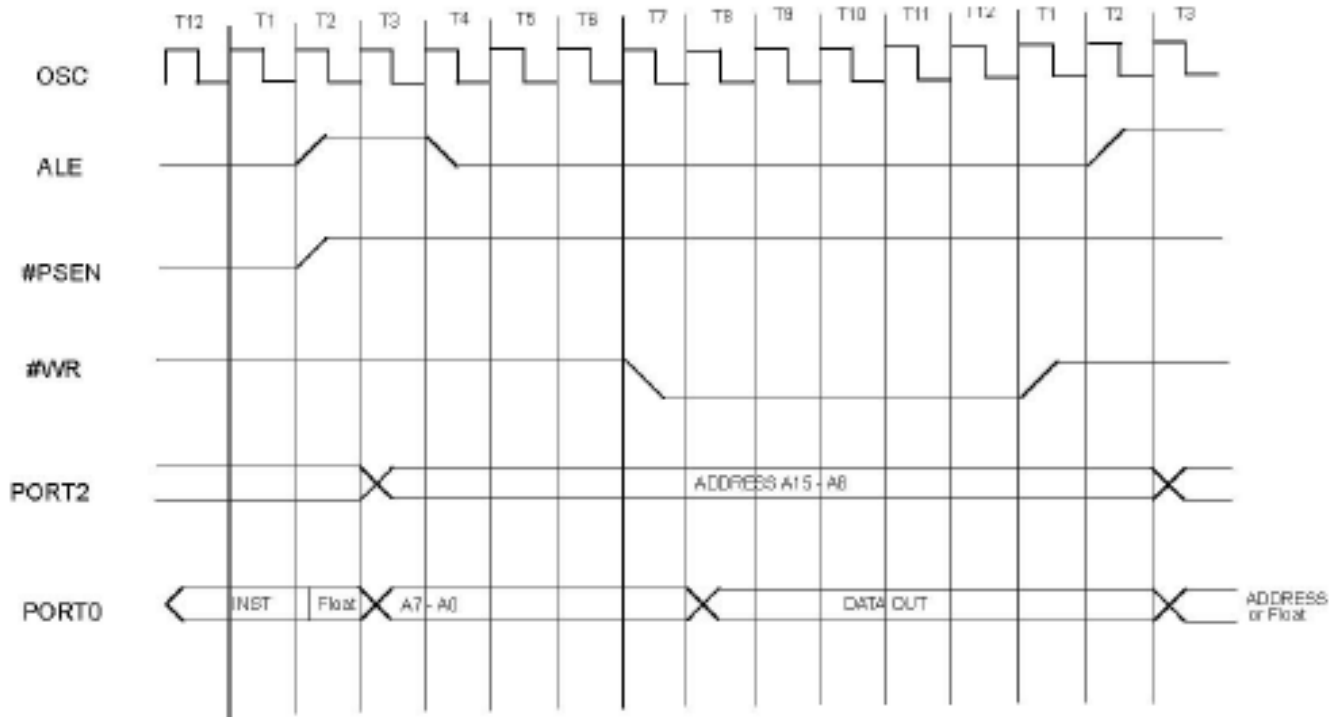 T12 T1 T2 T3 T4 T5 T6 T7 T8 T9 T10 T11 T12 T1 T2 T3
OSC
ALE
#PSEN
#WR
PORT2 ADDRESS A15 - A8
PORT0 INST Float A7 - A0 DATA OUT ADDRESS
or Float